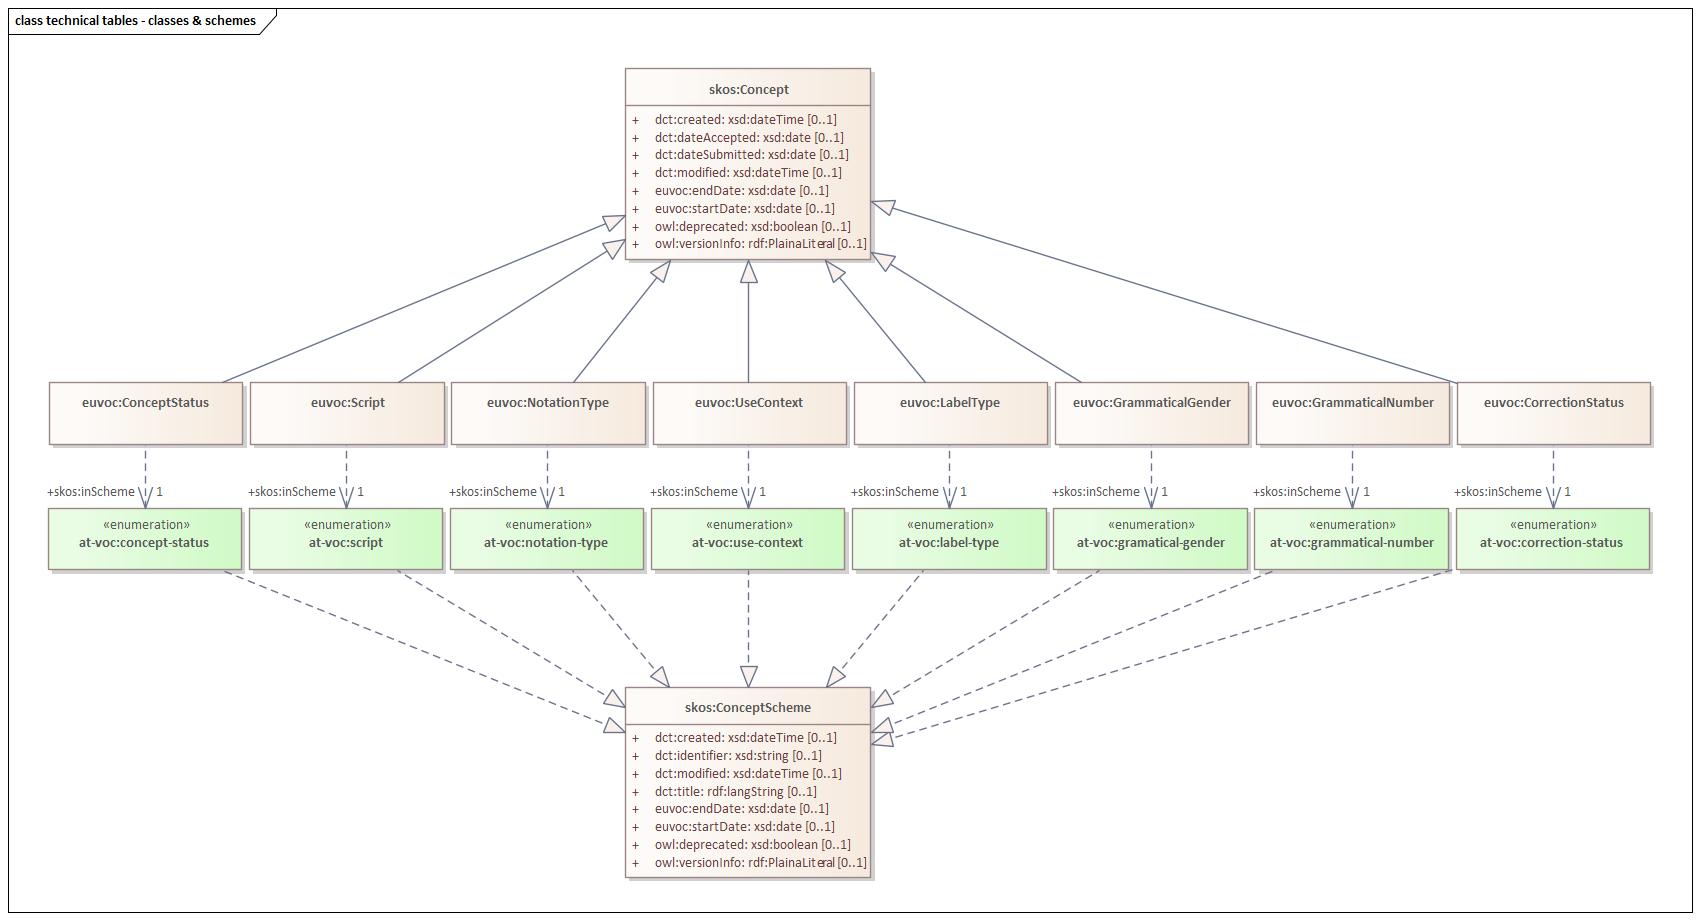 class technical tables - classes & schemes
skos:Concept
+ dct:created: xsd:dateTime [0..1]
+ dct:dateAccepted: xsd:date [0..1]
+ dct:dateSubmitted: xsd:date [0..1]
+ dct:modified: xsd:dateTime [0..1]
+ euvoc:endDate: xsd:date [0..1]
+ euvoc:startDate: xsd:date [0..1]
+ owl:deprecated: xsd:boolean [0..1]
+ owl:versionInfo: rdf:PlainaLiteral [0..1]
euvoc:ConceptStatus
euvoc:Script
euvoc:NotationType
euvoc:UseContext
euvoc:LabelType
euvoc:GrammaticalGender
euvoc:GrammaticalNumber
euvoc:CorrectionStatus
+skos:inScheme 1
+skos:inScheme 1
+skos:inScheme 1
+skos:inScheme 1
+skos:inScheme 1
+skos:inScheme 1
+skos:inScheme 1
+skos:inScheme 1
«enumeration»
at-voc:concept-status
«enumeration»
at-voc:script
«enumeration»
at-voc:notation-type
«enumeration»
at-voc:use-context
«enumeration»
at-voc:label-type
«enumeration»
at-voc:gramatical-gender
«enumeration»
at-voc:grammatical-number
«enumeration»
at-voc:correction-status
skos:ConceptScheme
+ dct:created: xsd:dateTime [0..1]
+ dct:identifier: xsd:string [0..1]
+ dct:modified: xsd:dateTime [0..1]
+ dct:title: rdf:langString [0..1]
+ euvoc:endDate: xsd:date [0..1]
+ euvoc:startDate: xsd:date [0..1]
+ owl:deprecated: xsd:boolean [0..1]
+ owl:versionInfo: rdf:PlainaLiteral [0..1]